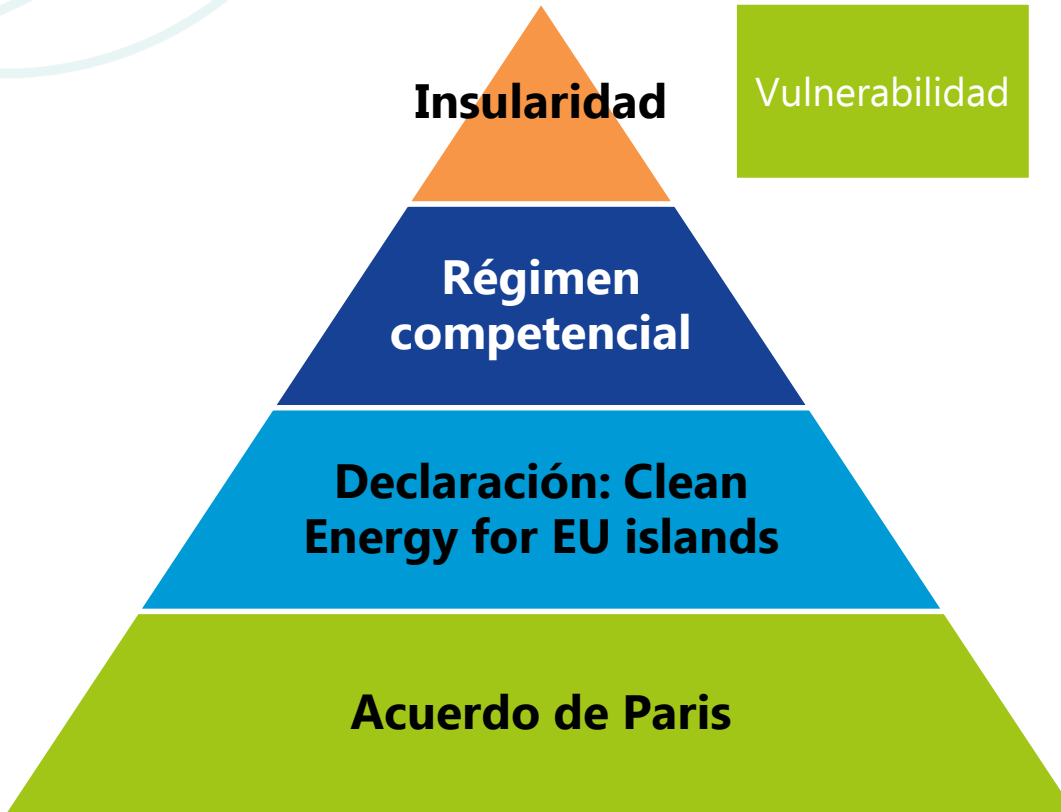 Insularidad
Vulnerabilidad
Régimen
competencial
Declaración: Clean
Energy for EU islands
Acuerdo de Paris